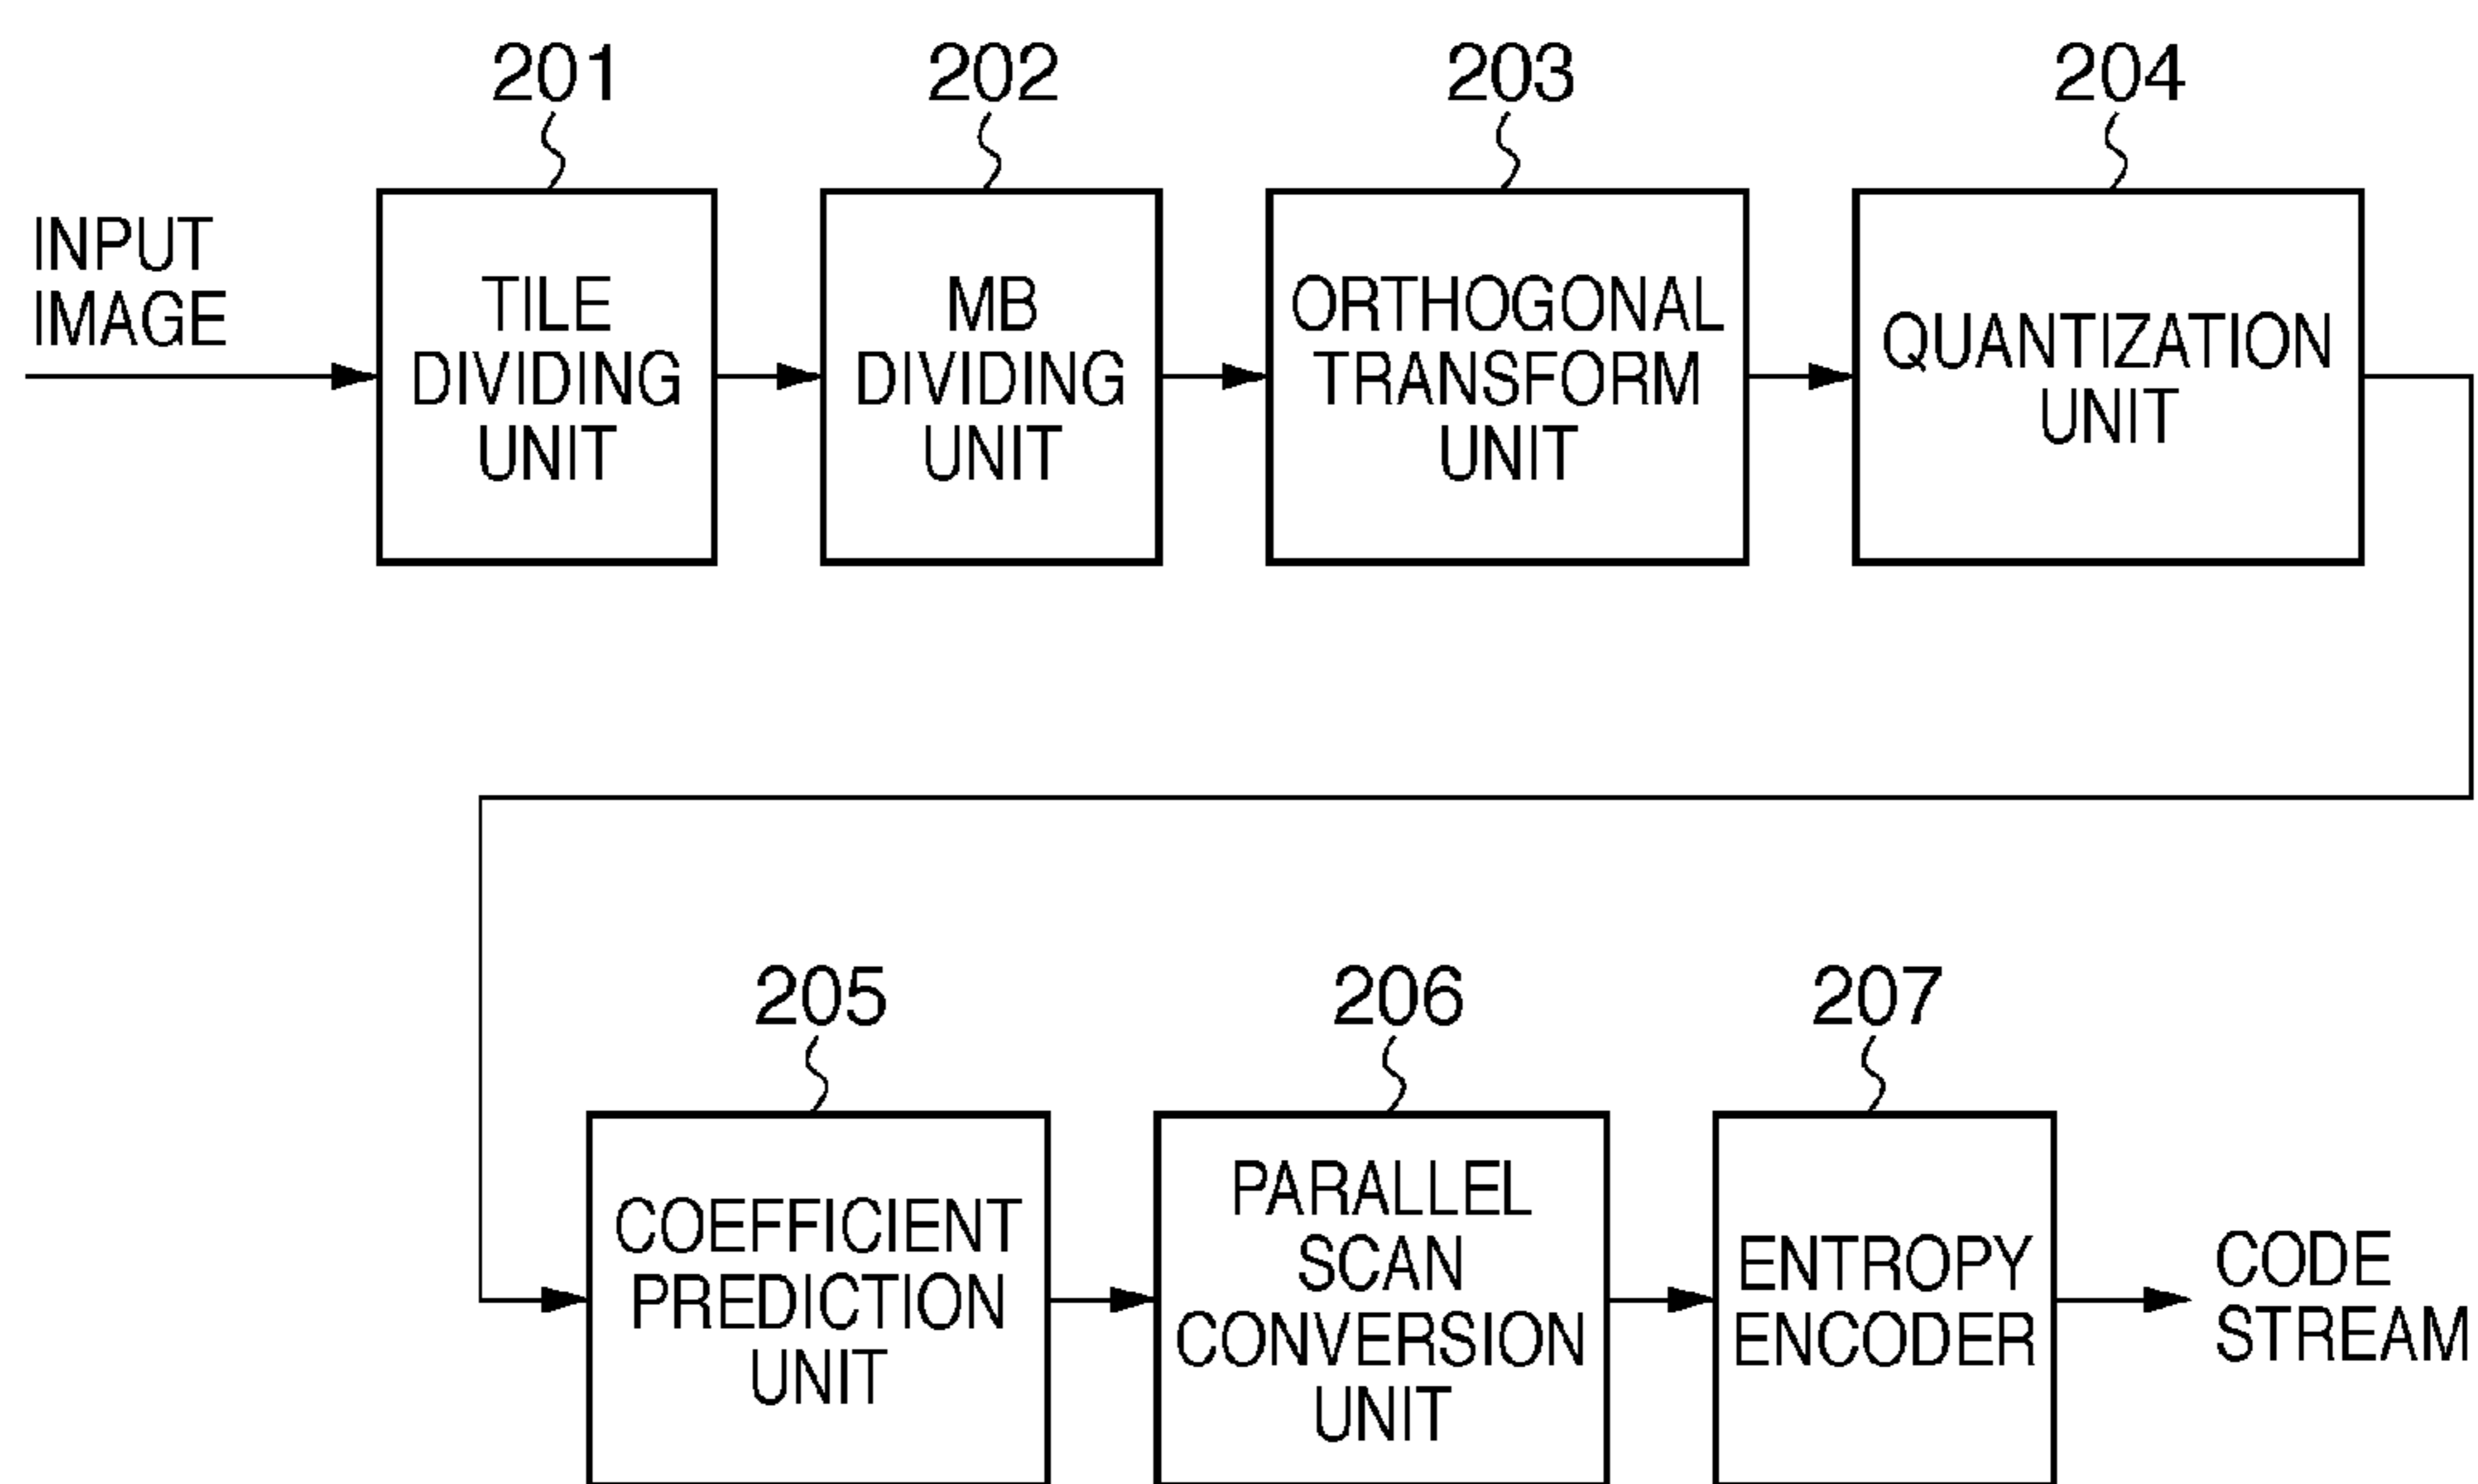 201
202
203
204
INPUT
IMAGE
TILE
DIVIDING
UNIT
MB
DIVIDING
UNIT
ORTHOGONAL
TRANSFORM
UNIT
QUANTIZATION
UNIT
205
206
207
COEFFICIENT
PREDICTION
UNIT
PARALLEL
SCAN
CONVERSION
UNIT
ENTROPY
ENCODER
CODE
STREAM